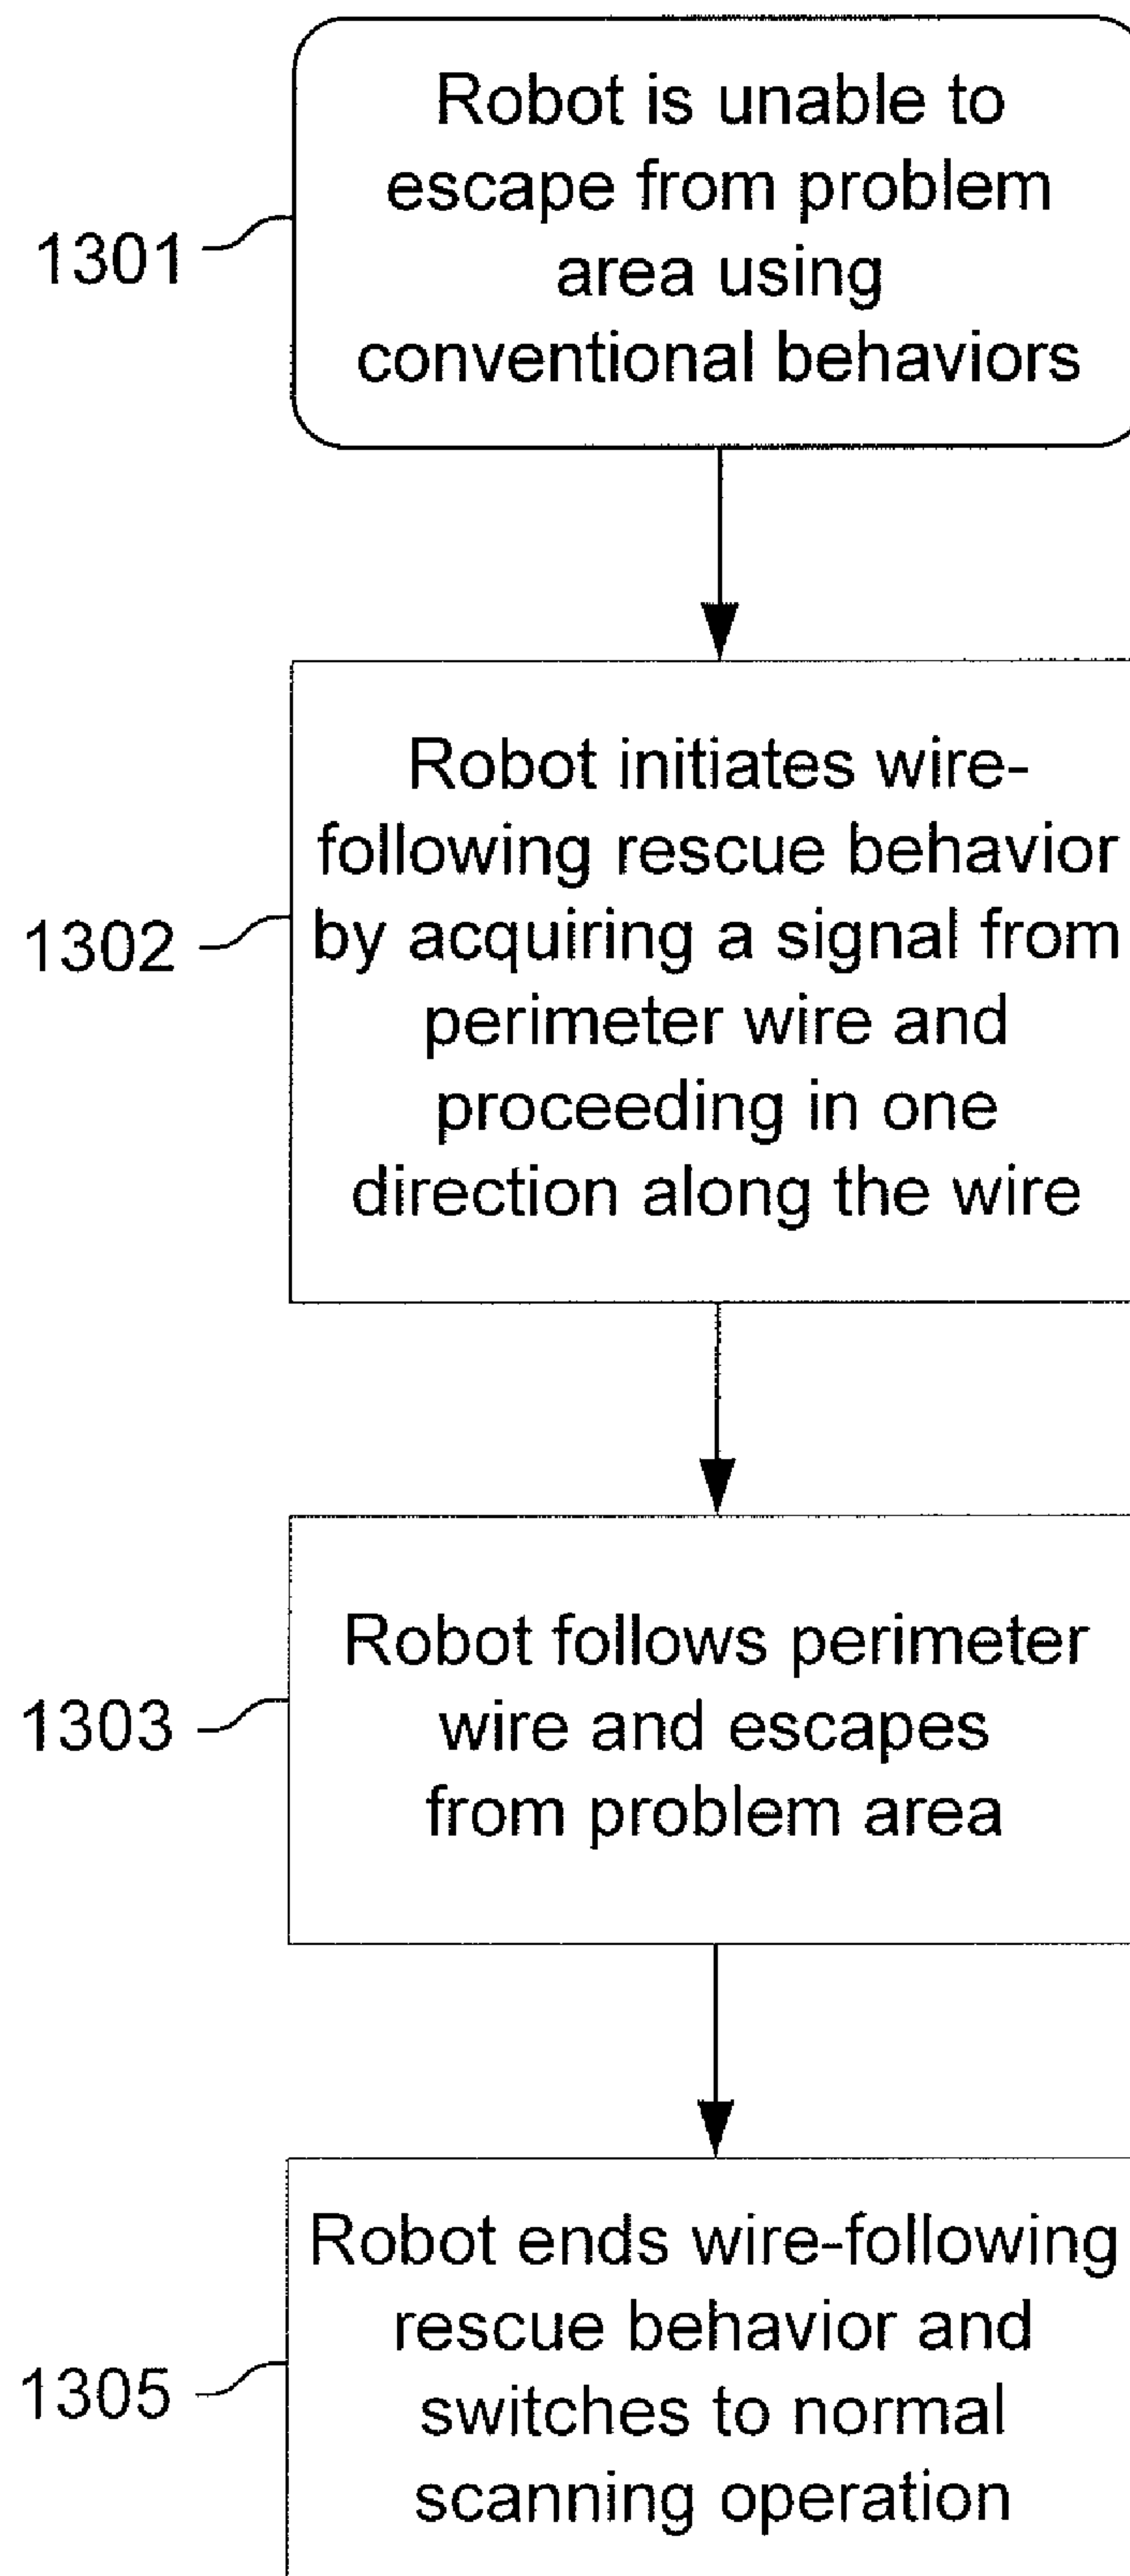 Robot is unable to
escape from problem
area using
conventional behaviors
1301
Robot initiates wire-
following rescue behavior
by acquiring a signal from
perimeter wire and
proceeding in one
direction along the wire
1302
Robot follows perimeter
wire and escapes
from problem area
1303
Robot ends wire-following
rescue behavior and
switches to normal
scanning operation
1305